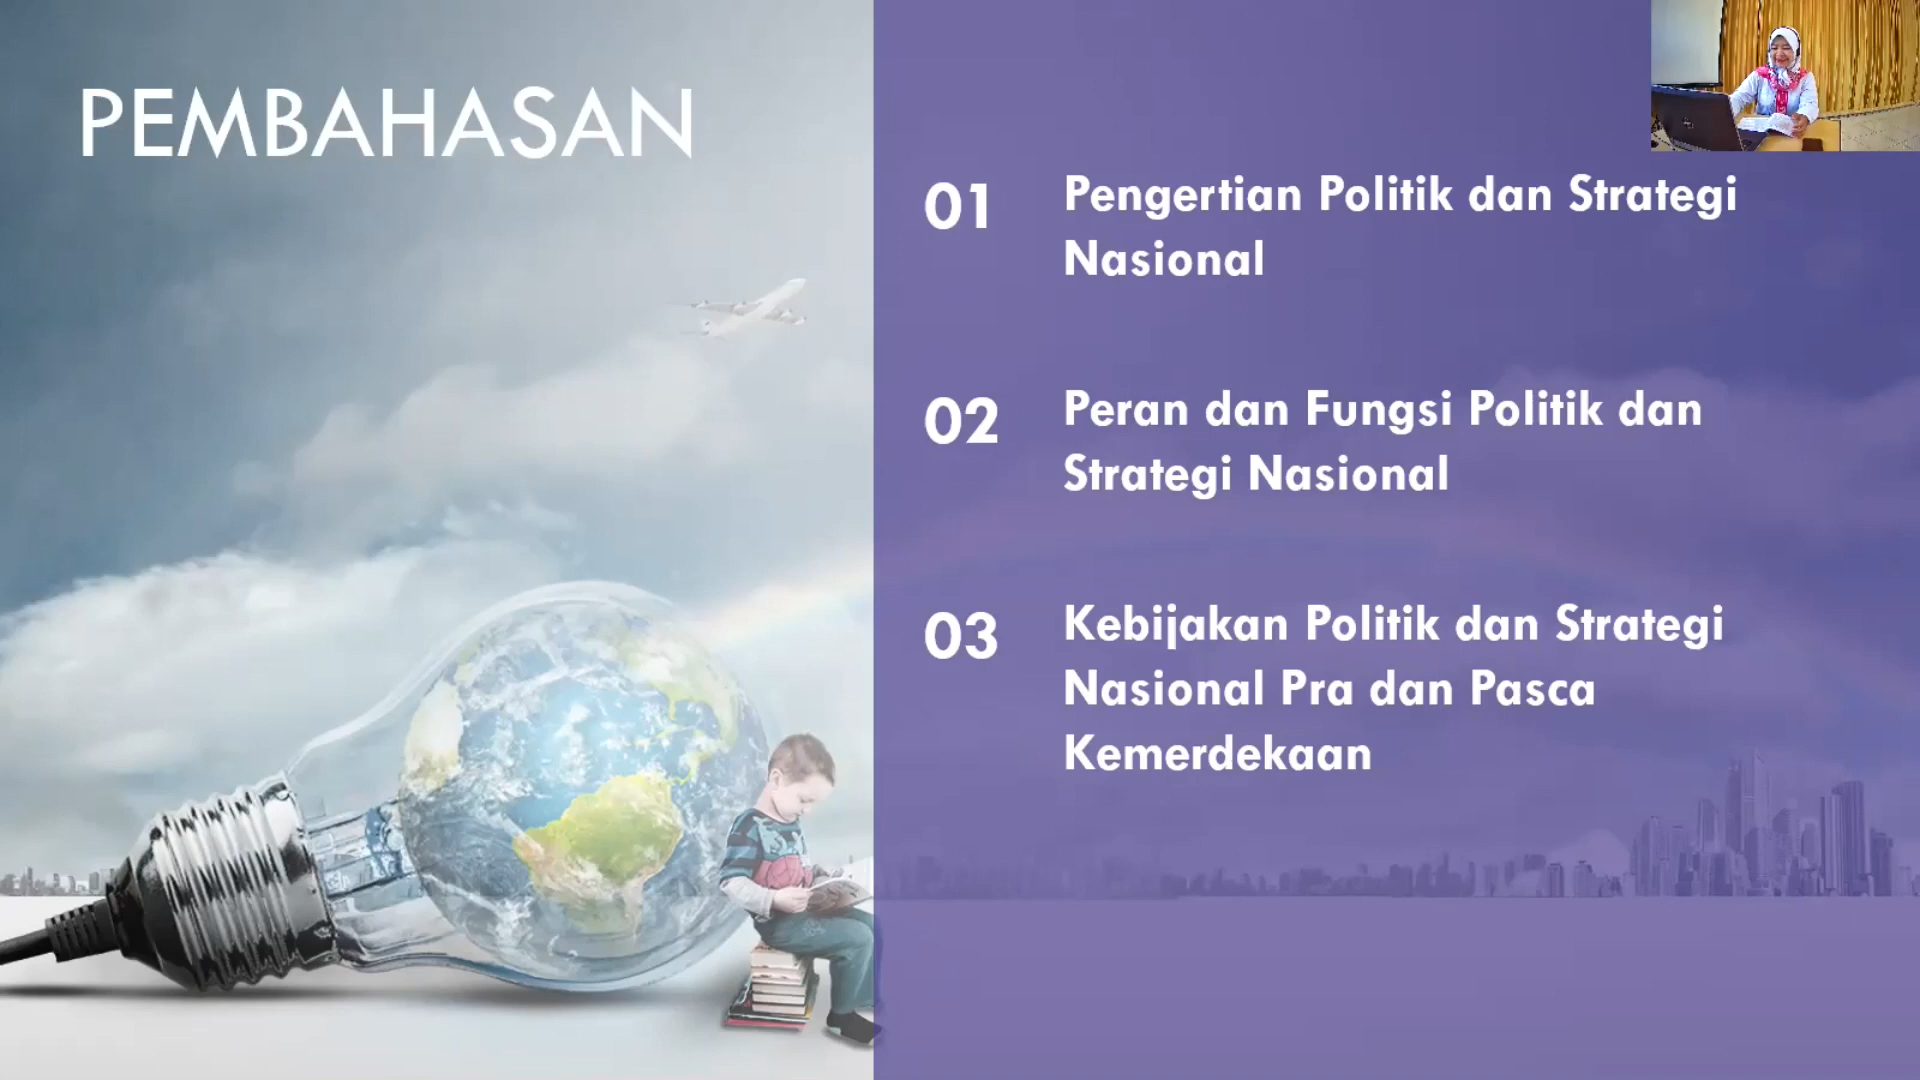 PEMBAHASAN
01
Pengertian Politik dan Strategi
Nasional
02
Peran dan Fungsi Politik dan
Strategi Nasional
03
Kebijakan Politik dan Strategi
Nasional Pra dan Pasca
Kemerdekaan